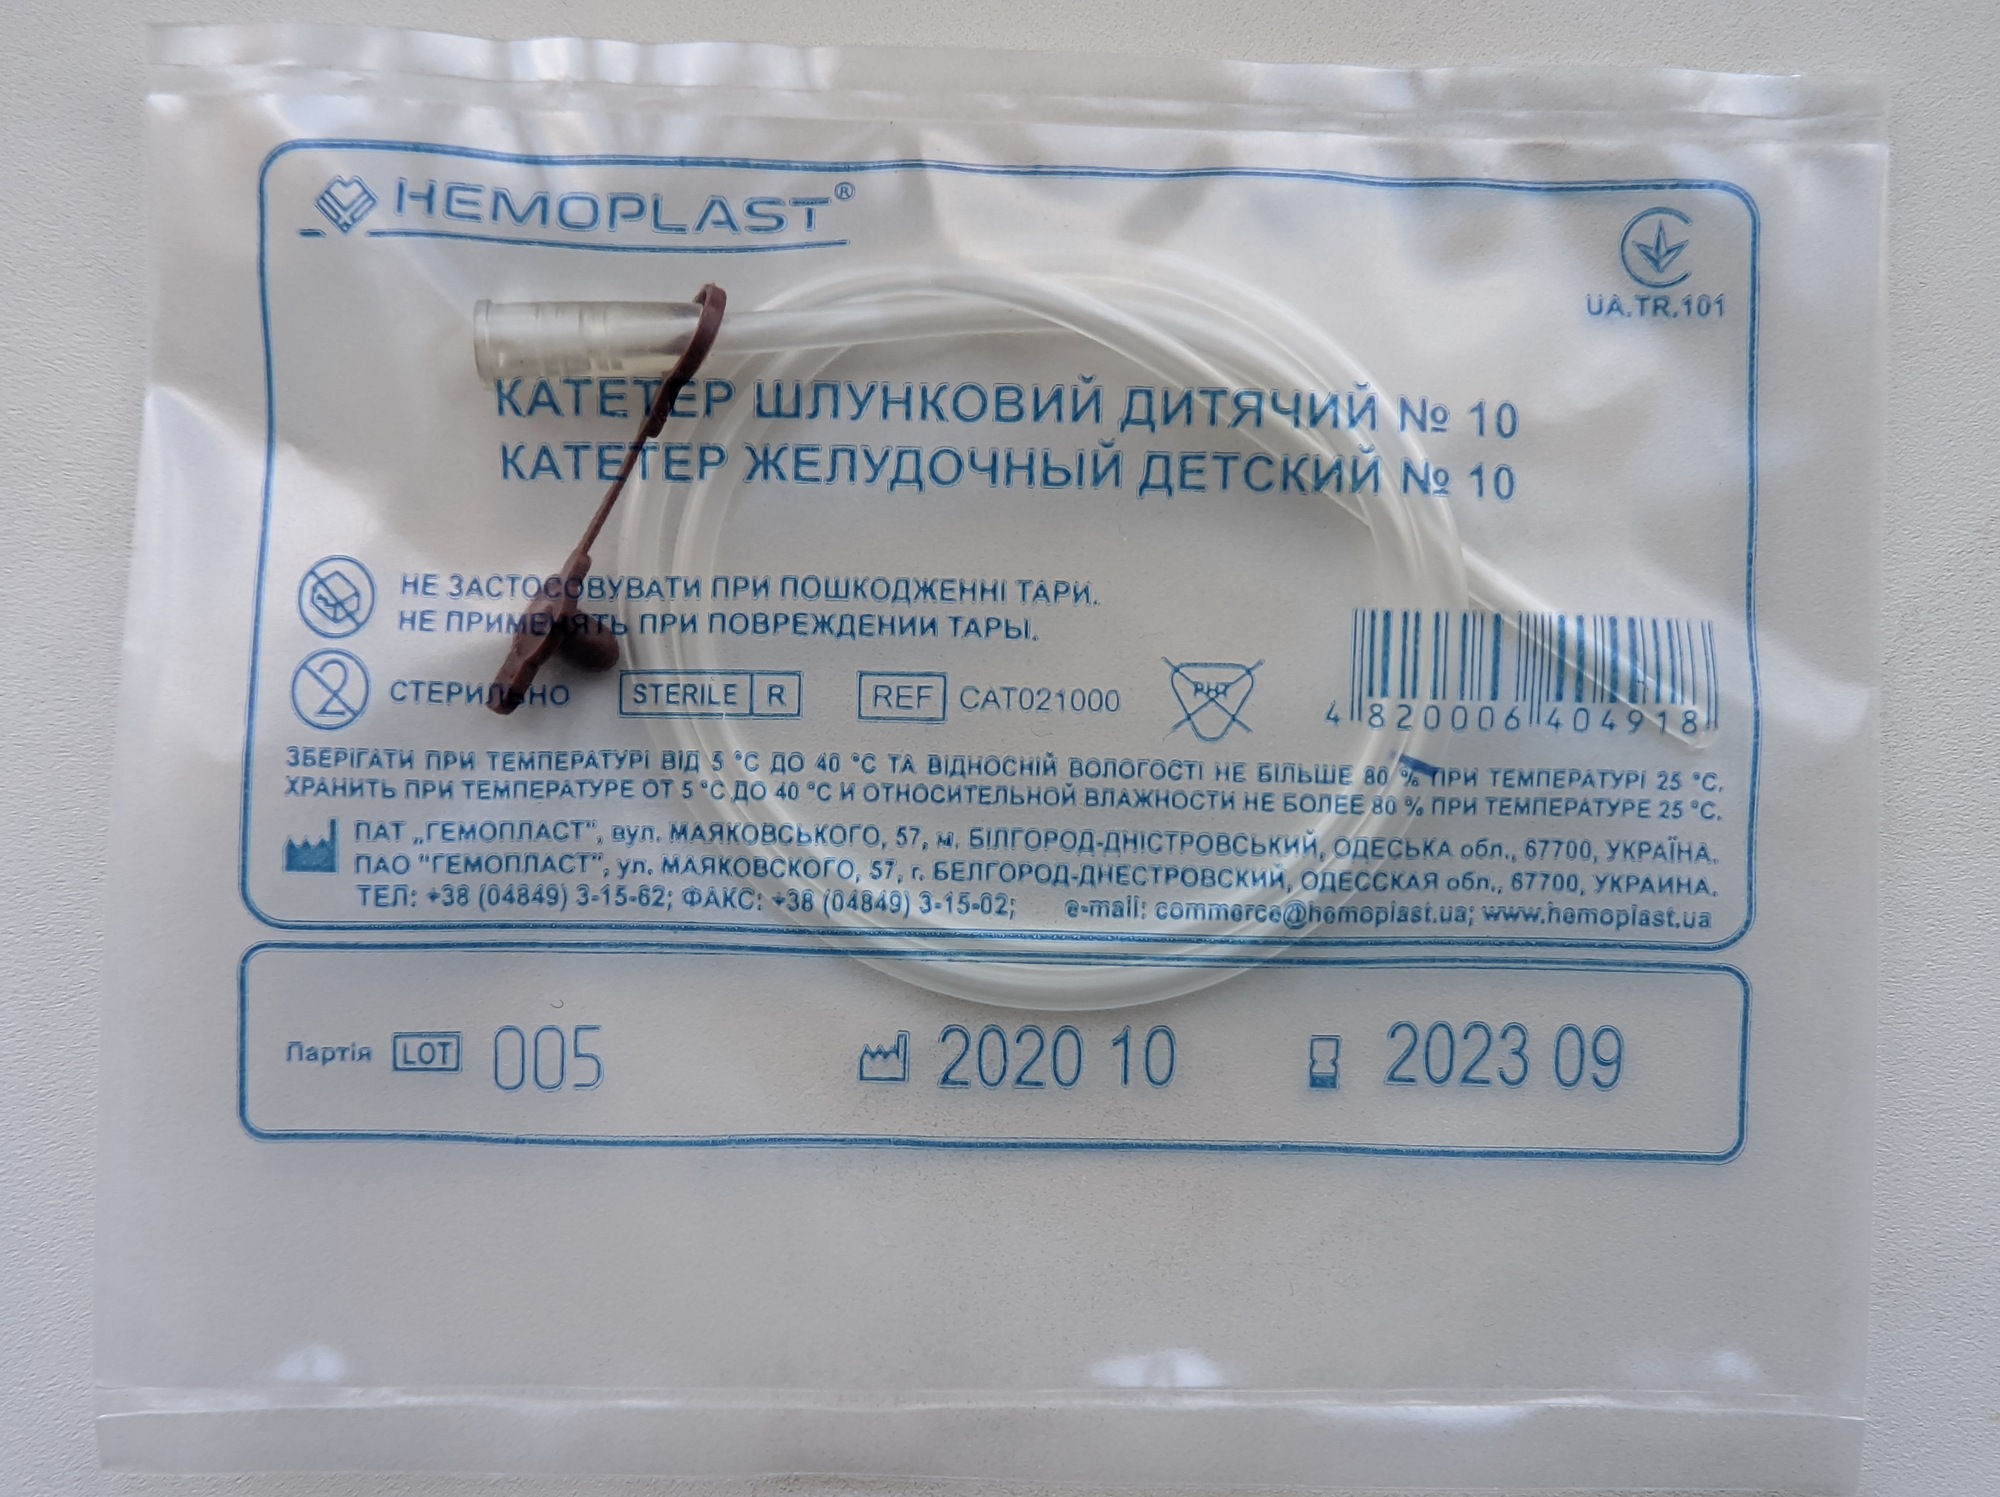 HEMOPLAST®
UA.TR.101
КАТЕТЕР ШЛУНКОВИЙ ДИТЯЧИЙ № 10
КАТЕТЕР ЖЕЛУДОЧНЫЙ ДЕТСКИЙ № 10
НЕ ЗАСТОСОВУВАТИ ПРИ ПОШКОДЖЕННІ ТАРИ.
НЕ ПРИМЕНЯТЬ ПРИ ПОВРЕЖДЕНИИ ТАРЫ.
2 СТЕРИЛЬНО STERILE R REF CAT021000 PHT
4 820006 404918
ЗБЕРІГАТИ ПРИ ТЕМПЕРАТУРІ ВІД 5 °С ДО 40 °С ТА ВІДНОСНІЙ ВОЛОГОСТІ НЕ БІЛЬШЕ 80 % ПРИ ТЕМПЕРАТУРІ 25 °С.
ХРАНИТЬ ПРИ ТЕМПЕРАТУРЕ ОТ 5 °С ДО 40 °С И ОТНОСИТЕЛЬНОЙ ВЛАЖНОСТИ НЕ БОЛЕЕ 80 % ПРИ ТЕМПЕРАТУРЕ 25 °С.
ПАТ „ГЕМОПЛАСТ", вул. МАЯКОВСЬКОГО, 57, м. БІЛГОРОД-ДНІСТРОВСЬКИЙ, ОДЕСЬКА обл., 67700, УКРАЇНА.
ПАО "ГЕМОПЛАСТ", ул. МАЯКОВСКОГО, 57, г. БЕЛГОРОД-ДНЕСТРОВСКИЙ, ОДЕССКАЯ обл., 67700, УКРАИНА.
ТЕЛ: +38 (04849) 3-15-62; ФАКС: +38 (04849) 3-15-02; e-mail: commerce@hemoplast.ua; www.hemoplast.ua
Партія LOT 005 2020 10 2023 09